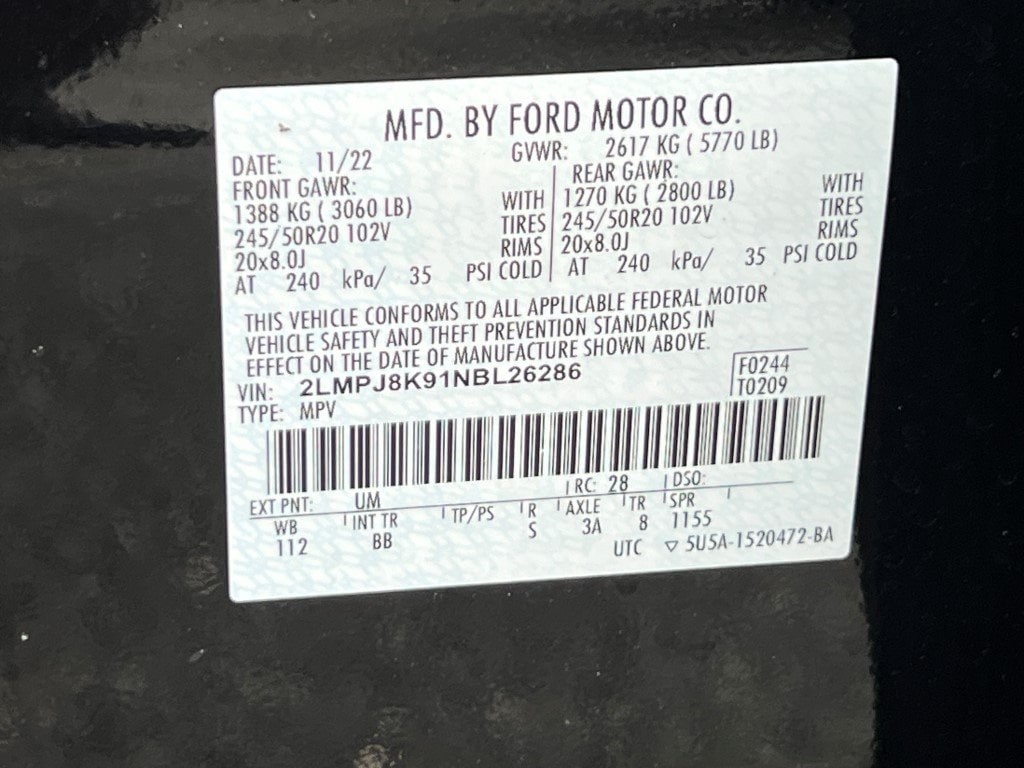 MFD. BY FORD MOTOR CO.
DATE: 11/22 GVWR: 2617 KG ( 5770 LB)
FRONT GAWR: REAR GAWR:
1388 KG ( 3060 LB) WITH 1270 KG ( 2800 LB) WITH
245/50R20 102V TIRES 245/50R20 102V TIRES
20x8.0J RIMS 20x8.0J RIMS
AT 240 kPa/ 35 PSI COLD AT 240 kPa/ 35 PSI COLD
THIS VEHICLE CONFORMS TO ALL APPLICABLE FEDERAL MOTOR
VEHICLE SAFETY AND THEFT PREVENTION STANDARDS IN
EFFECT ON THE DATE OF MANUFACTURE SHOWN ABOVE.
VIN: 2LMPJ8K91NBL26286 F0244
TYPE: MPV T0209
EXT PNT: UM RC: 28 DSO:
WB INT TR TP/PS R AXLE TR SPR
112 BB S 3A 8 1155
UTC ▽ 5U5A-1520472-BA